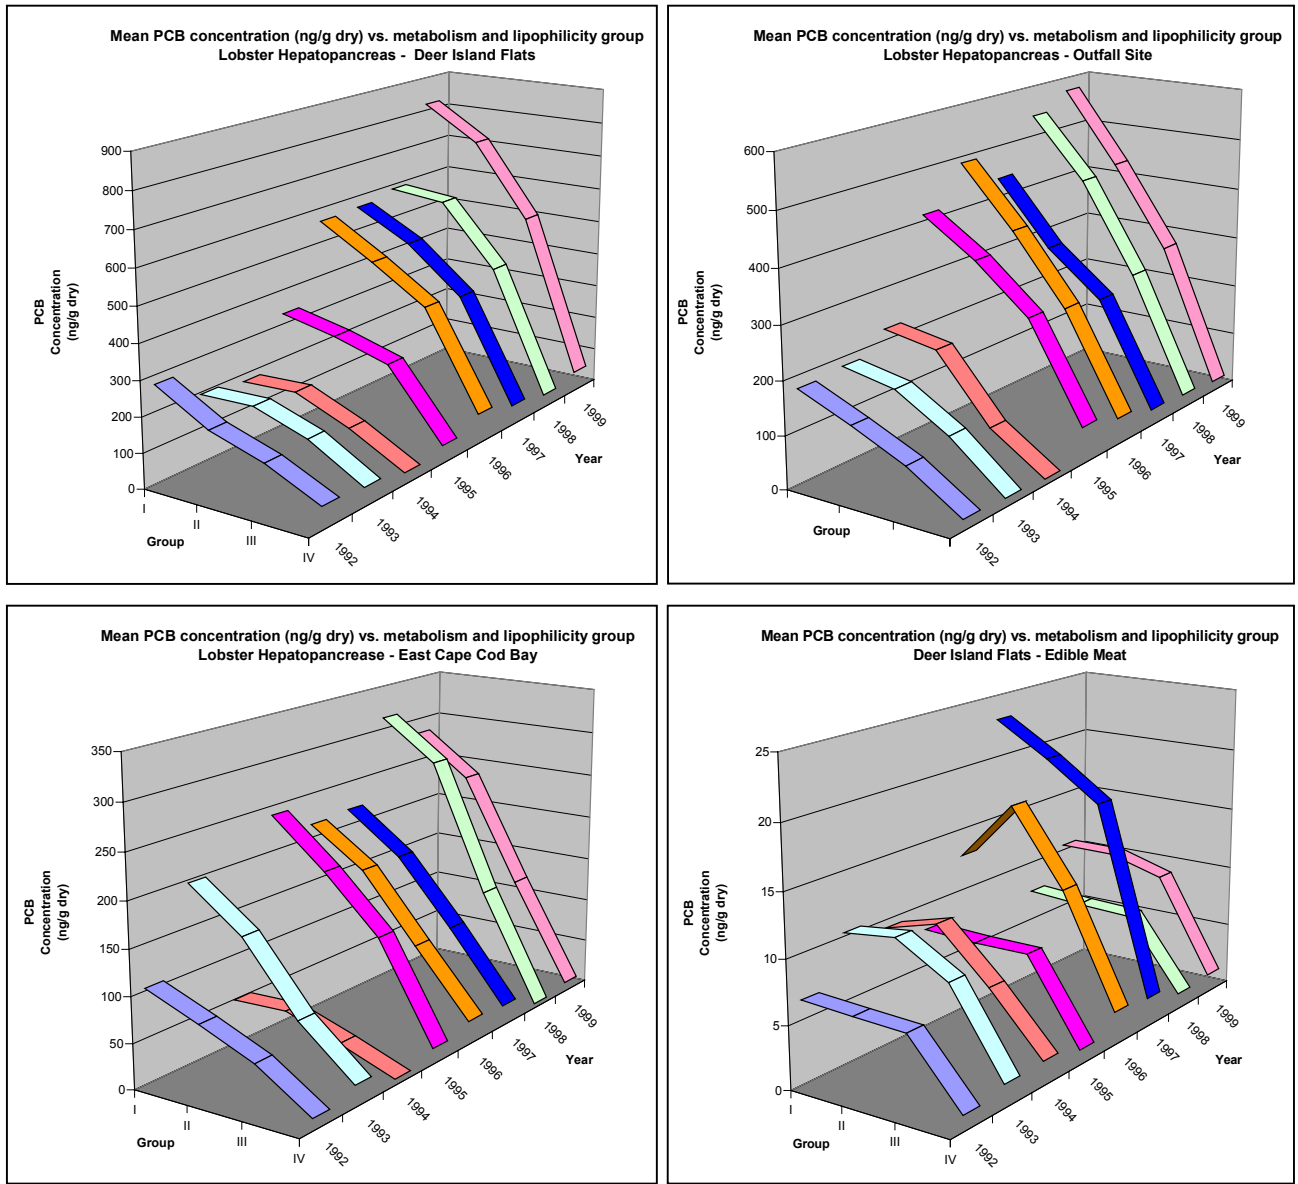 Mean PCB concentration (ng/g dry) vs. metabolism and lipophilicity group
Lobster Hepatopancreas - Deer Island Flats
900
800
700
600
500
400
300
200
100
0
PCB
Concentration
(ng/g dry)
I
II
III
IV
Group
1992
1993
1994
1995
1996
1997
1998
1999
Year
Mean PCB concentration (ng/g dry) vs. metabolism and lipophilicity group
Lobster Hepatopancreas - Outfall Site
600
500
400
300
200
100
0
PCB
Concentration
(ng/g dry)
Group
1992
1993
1994
1995
1996
1997
1998
1999
Year
Mean PCB concentration (ng/g dry) vs. metabolism and lipophilicity group
Lobster Hepatopancrease - East Cape Cod Bay
350
300
250
200
150
100
50
0
PCB
Concentration
(ng/g dry)
I
II
III
IV
Group
1992
1993
1994
1995
1996
1997
1998
1999
Year
Mean PCB concentration (ng/g dry) vs. metabolism and lipophilicity group
Deer Island Flats - Edible Meat
25
20
15
10
5
0
PCB
Concentration
(ng/g dry)
I
II
III
IV
Group
1992
1993
1994
1995
1996
1997
1998
1999
Year